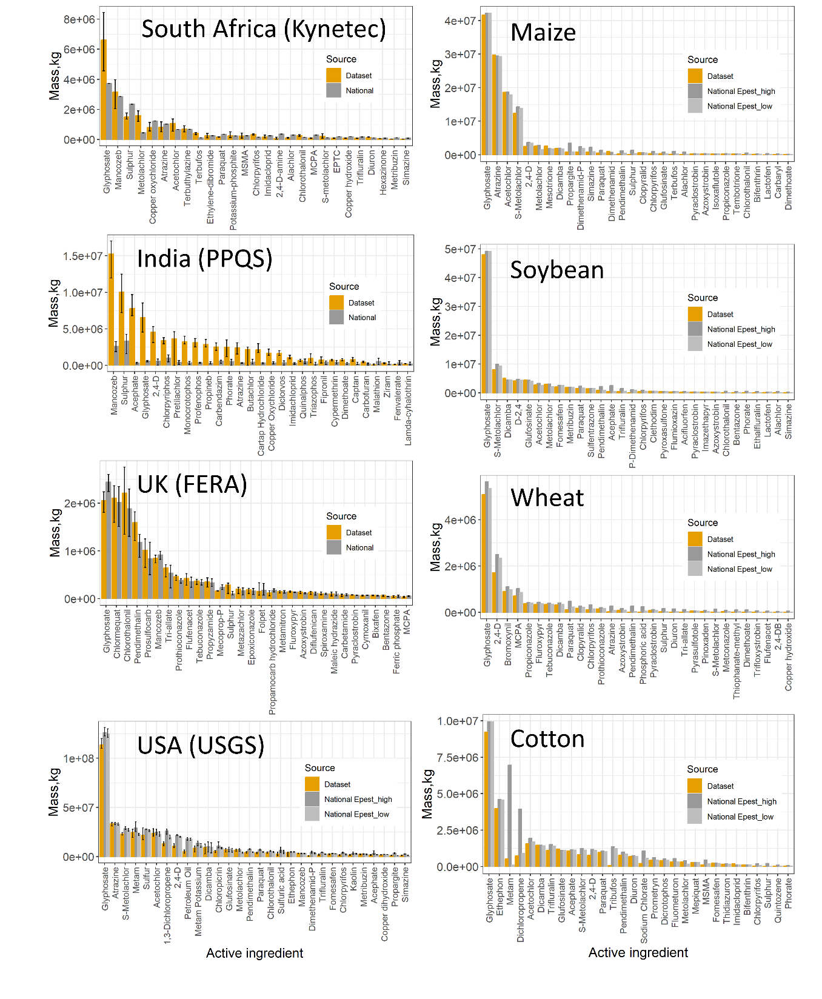 South Africa (Kynetec)
Mass,kg
8e+06
6e+06
4e+06
2e+06
0e+00
Source
Dataset
National
Glyphosate
Mancozeb
Sulphur
Metolachlor
Copper oxychloride
Atrazine
Acetochlor
Terbuthylazine
Terbufos
Ethylene-dibromide
Paraquat
Potassium-phosphite
MSMA
Chlorpyrifos
Imidacloprid
2,4-D-amine
Alachlor
Chlorothalonil
MCPA
S-metolachlor
EPTC
Copper hydroxide
Trifluralin
Diuron
Hexazinone
Metribuzin
Simazine
Maize
Mass,kg
4e+07
3e+07
2e+07
1e+07
0e+00
Source
Dataset
National Epest_high
National Epest_low
Glyphosate
Atrazine
Acetochlor
S-Metolachlor
2,4-D
Metolachlor
Mesotrione
Dicamba
Propargite
Dimethenamid-P
Simazine
Paraquat
Dimethenamid
Pendimethalin
Sulphur
Clopyralid
Chlorpyrifos
Glufosinate
Terbufos
Alachlor
Pyraclostrobin
Azoxystrobin
Isoxaflutole
Propiconazole
Tembotrione
Chlorothalonil
Bifenthrin
Lactofen
Carbaryl
Dimethoate
India (PPQS)
Mass,kg
1.5e+07
1.0e+07
5.0e+06
0.0e+00
Source
Dataset
National
Mancozeb
Sulphur
Acephate
Glyphosate
2,4-D
Chlorpyriphos
Pretilachlor
Monocrotophos
Profenophos
Propineb
Carbendazim
Phorate
Atrazine
Butachlor
Cartap Hydrochloride
Copper Oxychloride
Diclorvos
Imidachloprid
Quinalphos
Triazophos
Fipronil
Cypermethrin
Dimethoate
Captan
Carbofuran
Malathion
Ziram
Fenvalerate
Lamda-cyhalothrin
Soybean
Mass,kg
5e+07
4e+07
3e+07
2e+07
1e+07
0e+00
Source
Dataset
National Epest_high
National Epest_low
Glyphosate
S-Metolachlor
Dicamba
D-2,4
Glufosinate
Acetochlor
Metolachlor
Fomesafen
Metribuzin
Paraquat
Sulfentrazone
Pendimethalin
Acephate
Trifluralin
P-Dimethenamid
Chlorpyrifos
Clethodim
Pyroxasulfone
Flumioxazin
Acifluorfen
Pyraclostrobin
Imazethapyr
Azoxystrobin
Chlorothalonil
Bentazone
Phorate
Ethalfluralin
Lactofen
Alachlor
Simazine
UK (FERA)
Mass,kg
2e+06
1e+06
0e+00
Source
Dataset
National
Glyphosate
Chlormequat
Chlorothalonil
Pendimethalin
Prosulfocarb
Mancozeb
Tri-allate
Prothioconazole
Flufenacet
Tebuconazole
Propyzamide
Mecoprop-P
Sulphur
Metazachlor
Epoxiconazole
Folpet
Propamocarb hydrochloride
Metamitron
Fluroxypyr
Azoxystrobin
Diflufenican
Spiroxamine
Maleic hydrazide
Carbetamide
Pyraclostrobin
Cymoxanil
Bixafen
Bentazone
Ferric phosphate
MCPA
Wheat
Mass,kg
4e+06
2e+06
0e+00
Source
Dataset
National Epest_high
National Epest_low
Glyphosate
2,4-D
Bromoxynil
MCPA
Propiconazole
Fluroxypyr
Tebuconazole
Dicamba
Paraquat
Clopyralid
Chlorpyrifos
Prothioconazole
Atrazine
Azoxystrobin
Pendimethalin
Phosphoric acid
Pyraclostrobin
Sulphur
Diuron
Tri-allate
Pyrasulfotole
Pinoxaden
S-Metolachlor
Metconazole
Thiophanate-methyl
Dimethoate
Trifloxystrobin
Flufenacet
2,4-DB
Copper hydroxide
USA (USGS)
Mass,kg
1e+08
5e+07
0e+00
Source
Dataset
National Epest_high
National Epest_low
Glyphosate
Atrazine
S-Metolachlor
Metam
Sulfur
Acetochlor
1,3-Dichloropropene
2,4-D
Petroleum Oil
Metam Potassium
Dicamba
Chloropicrin
Glufosinate
Metolachlor
Pendimethalin
Paraquat
Chlorothalonil
Sulfuric acid
Ethephon
Mancozeb
Dimethenamid-P
Trifluralin
Fomesafen
Chlorpyrifos
Kaolin
Metribuzin
Acephate
Copper dihydroxide
Propargite
Simazine
Active ingredient
Cotton
Mass,kg
1.0e+07
7.5e+06
5.0e+06
2.5e+06
0.0e+00
Source
Dataset
National Epest_high
National Epest_low
Glyphosate
Ethephon
Metam
Dichloropropene
Acetochlor
Dicamba
Trifluralin
Glufosinate
Acephate
S-Metolachlor
2,4-D
Paraquat
Tribufos
Pendimethalin
Diuron
Sodium Chlorate
Prometryn
Dicrotophos
Fluometuron
Metolachlor
Mepiquat
MSMA
Fomesafen
Thidiazuron
Imidacloprid
Bifenthrin
Chlorpyrifos
Sulphur
Quintozene
Phorate
Active ingredient